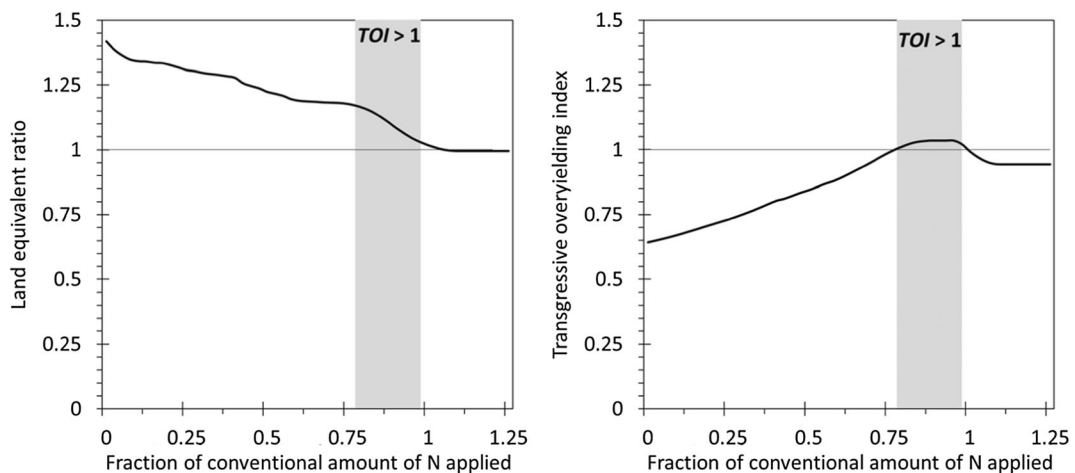 1.5
1.25
1
0.75
0.5
0.25
0
Land equivalent ratio
TOI > 1
0 0.25 0.5 0.75 1 1.25
Fraction of conventional amount of N applied
1.5
1.25
1
0.75
0.5
0.25
0
Transgressive overyielding index
TOI > 1
0 0.25 0.5 0.75 1 1.25
Fraction of conventional amount of N applied